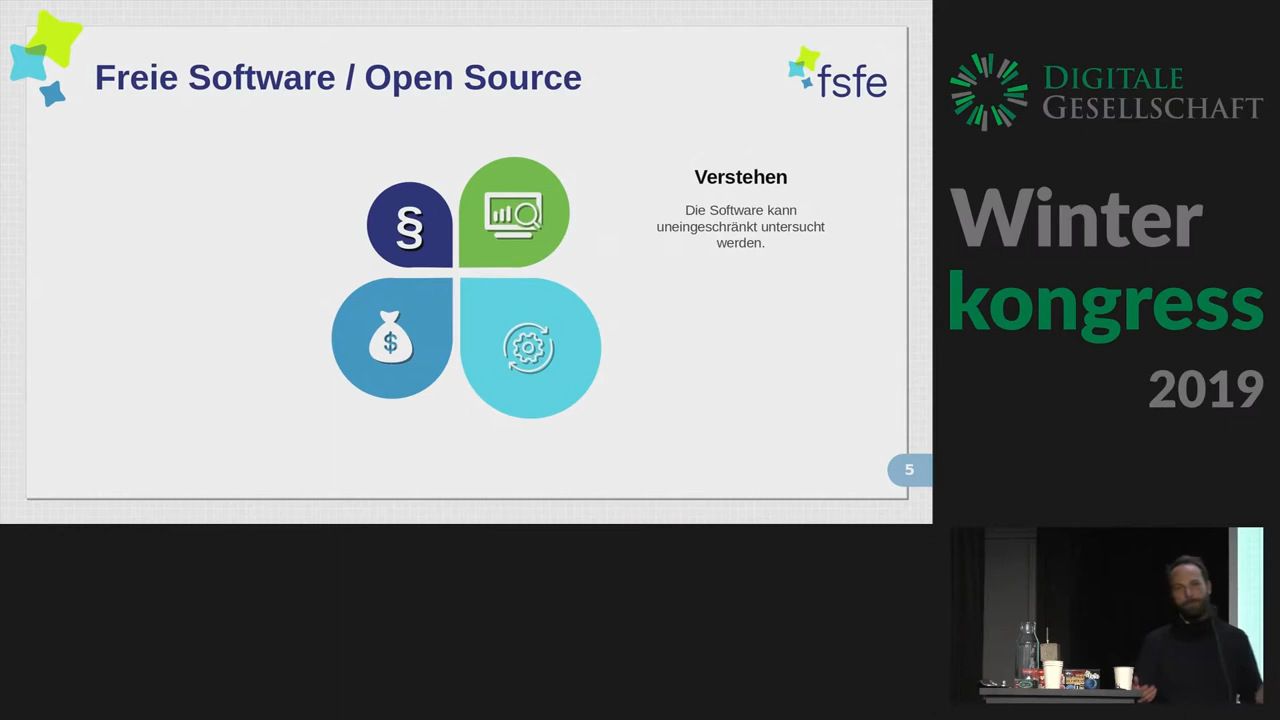 Freie Software / Open Source
fsfe
Verstehen
Die Software kann
uneingeschränkt untersucht
werden.
§
$
5
DIGITALE
GESELLSCHAFT
Winter
kongress
2019